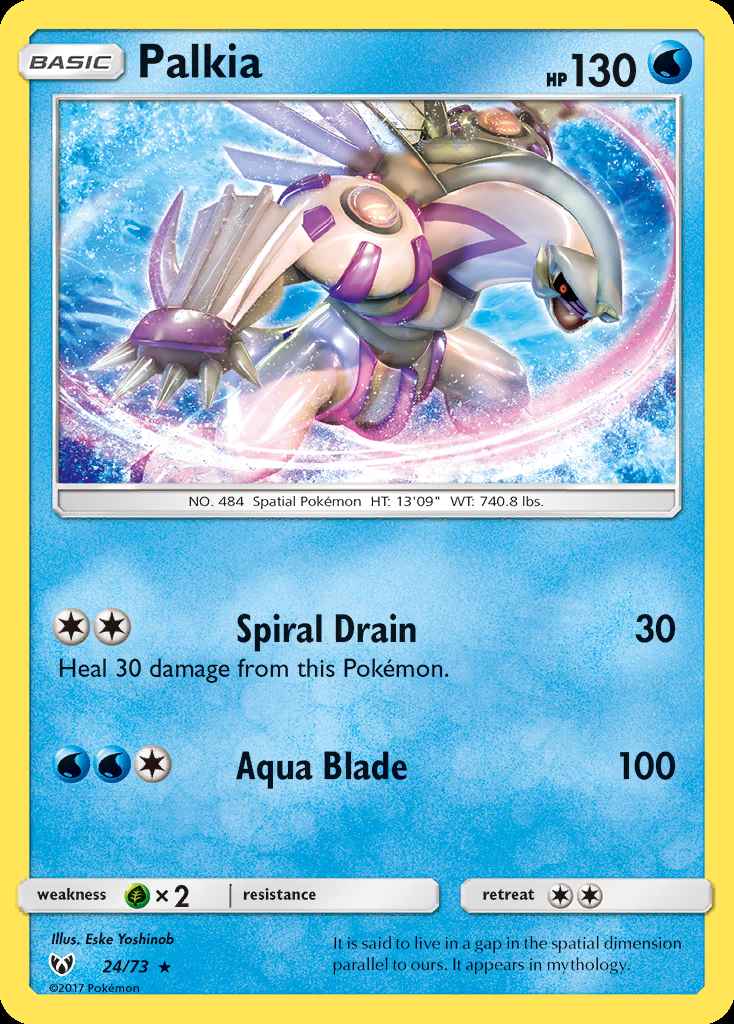 BASIC Palkia HP 130
NO. 484 Spatial Pokémon HT: 13'09" WT: 740.8 lbs.
Spiral Drain 30
Heal 30 damage from this Pokémon.
Aqua Blade 100
weakness × 2 resistance retreat
Illus. Eske Yoshinob
24/73 ★
©2017 Pokémon
It is said to live in a gap in the spatial dimension
parallel to ours. It appears in mythology.